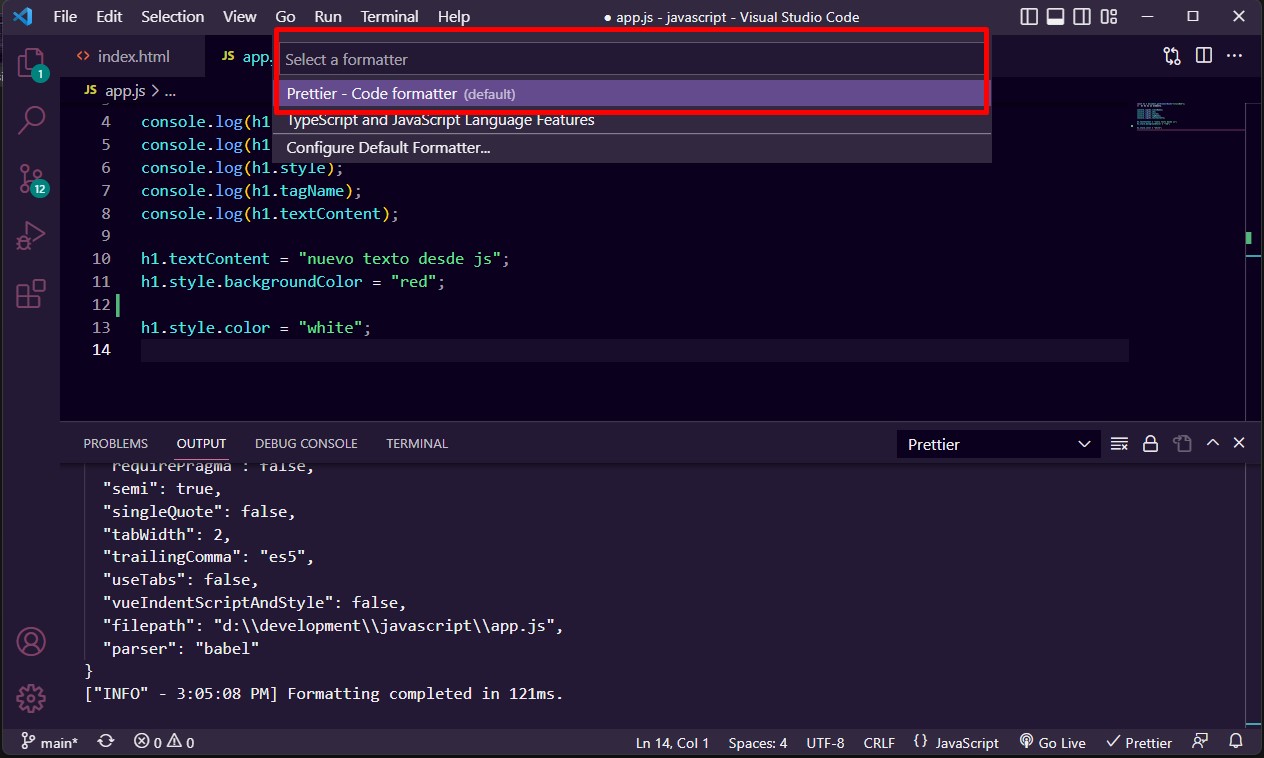 File Edit Selection View Go Run Terminal Help
● app.js - javascript - Visual Studio Code
<> index.html
JS app.
Select a formatter
1
JS app.js > ...
Prettier - Code formatter (default)
TypeScript and JavaScript Language Features
Configure Default Formatter...
4 console.log(h1
5 console.log(h1
6 console.log(h1.style);
7 console.log(h1.tagName);
8 console.log(h1.textContent);
9
10 h1.textContent = "nuevo texto desde js";
11 h1.style.backgroundColor = "red";
12
13 h1.style.color = "white";
14
12
PROBLEMS OUTPUT DEBUG CONSOLE TERMINAL
Prettier
"requirePragma": false,
"semi": true,
"singleQuote": false,
"tabWidth": 2,
"trailingComma": "es5",
"useTabs": false,
"vueIndentScriptAndStyle": false,
"filepath": "d:\\development\\javascript\\app.js",
"parser": "babel"
}
["INFO" - 3:05:08 PM] Formatting completed in 121ms.
main* 0 0
Ln 14, Col 1 Spaces: 4 UTF-8 CRLF {} JavaScript Go Live ✓ Prettier